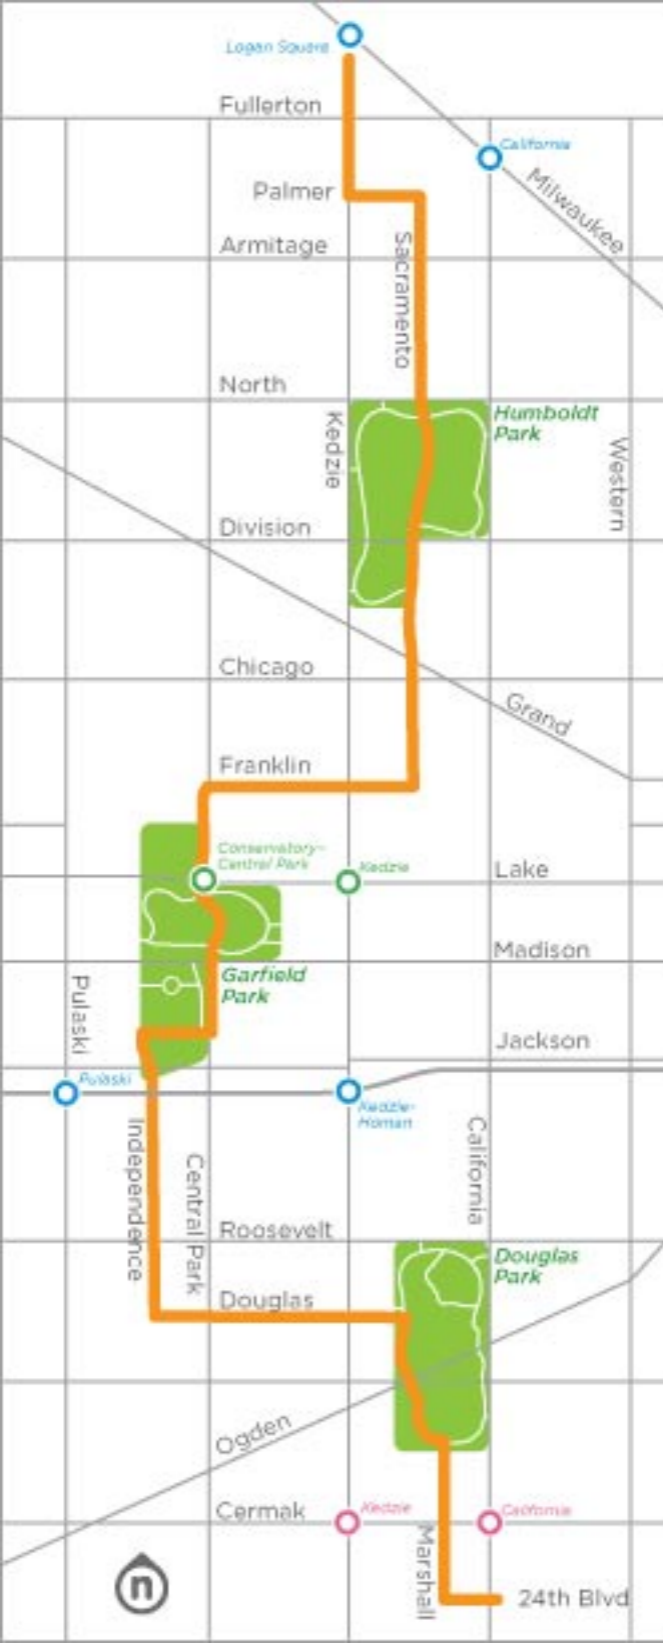 Logan Square
Fullerton
California
Milwaukee
Palmer
Armitage
Sacramento
North
Humboldt
Park
Kedzie
Western
Division
Chicago
Grand
Franklin
Conservatory-
Central Park
Kedzie
Lake
Madison
Garfield
Park
Pulaski
Jackson
Pulaski
Kedzie-
Homan
Independence
Central Park
California
Roosevelt
Douglas
Park
Douglas
Ogden
Cermak
Kedzie
California
Marshall
n
24th Blvd